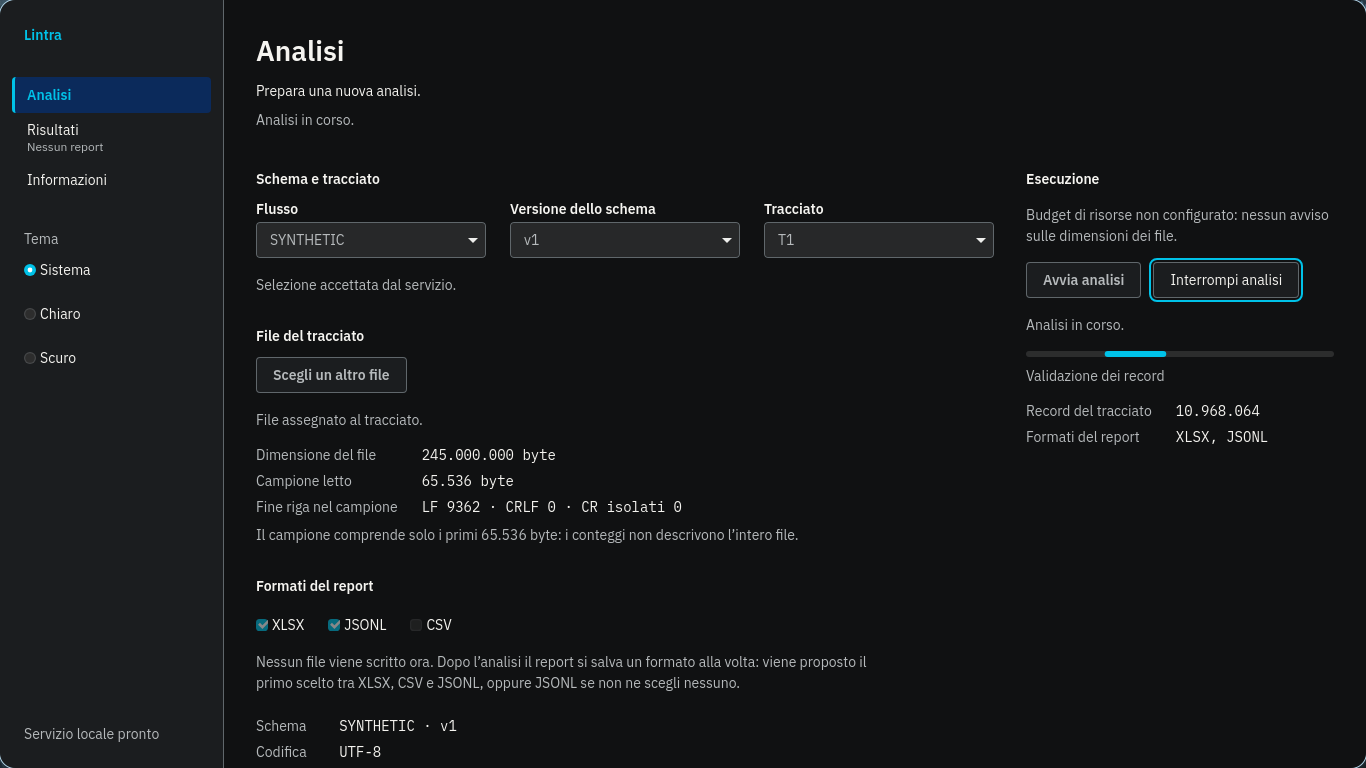 Lintra
Analisi
Risultati
Nessun report
Informazioni
Tema
Sistema
Chiaro
Scuro
Servizio locale pronto
Analisi
Prepara una nuova analisi.
Analisi in corso.
Schema e tracciato
Flusso
SYNTHETIC
Versione dello schema
v1
Tracciato
T1
Selezione accettata dal servizio.
File del tracciato
Scegli un altro file
File assegnato al tracciato.
Dimensione del file 245.000.000 byte
Campione letto 65.536 byte
Fine riga nel campione LF 9362 · CRLF 0 · CR isolati 0
Il campione comprende solo i primi 65.536 byte: i conteggi non descrivono l’intero file.
Formati del report
XLSX JSONL CSV
Nessun file viene scritto ora. Dopo l’analisi il report si salva un formato alla volta: viene proposto il
primo scelto tra XLSX, CSV e JSONL, oppure JSONL se non ne scegli nessuno.
Schema SYNTHETIC · v1
Codifica UTF-8
Esecuzione
Budget di risorse non configurato: nessun avviso
sulle dimensioni dei file.
Avvia analisi Interrompi analisi
Analisi in corso.
Validazione dei record
Record del tracciato 10.968.064
Formati del report XLSX, JSONL